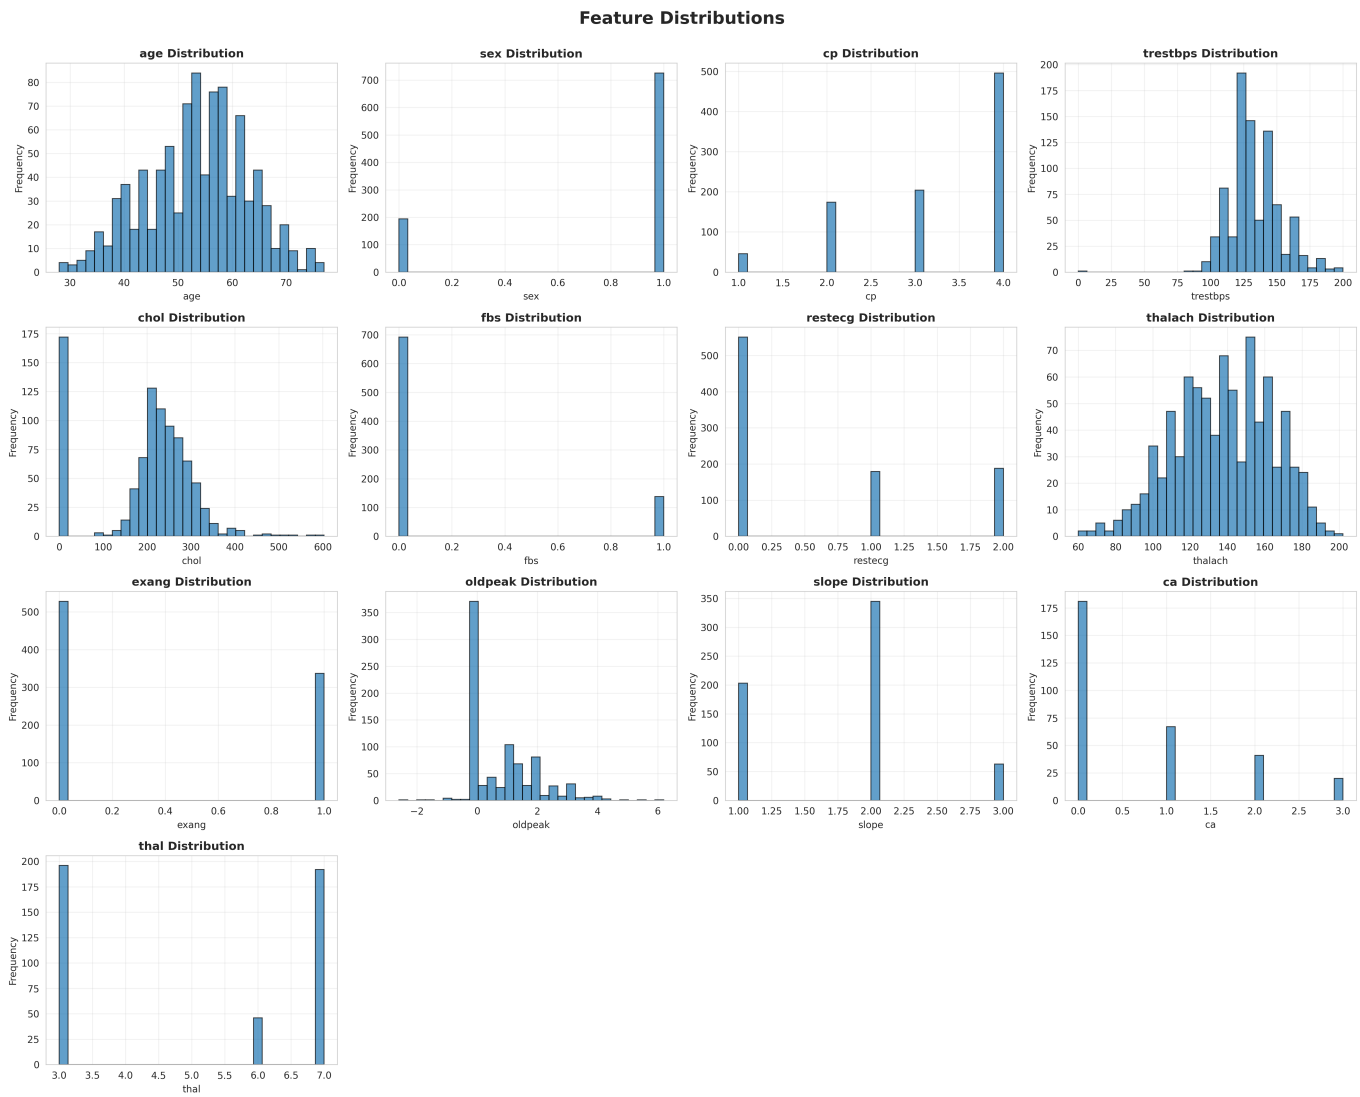 Feature Distributions
age Distribution
Frequency
80
70
60
50
40
30
20
10
0
30 40 50 60 70
age
sex Distribution
Frequency
700
600
500
400
300
200
100
0
0.0 0.2 0.4 0.6 0.8 1.0
sex
cp Distribution
Frequency
500
400
300
200
100
0
1.0 1.5 2.0 2.5 3.0 3.5 4.0
cp
trestbps Distribution
Frequency
200
175
150
125
100
75
50
25
0
0 25 50 75 100 125 150 175 200
trestbps
chol Distribution
Frequency
175
150
125
100
75
50
25
0
0 100 200 300 400 500 600
chol
fbs Distribution
Frequency
700
600
500
400
300
200
100
0
0.0 0.2 0.4 0.6 0.8 1.0
fbs
restecg Distribution
Frequency
500
400
300
200
100
0
0.00 0.25 0.50 0.75 1.00 1.25 1.50 1.75 2.00
restecg
thalach Distribution
Frequency
70
60
50
40
30
20
10
0
60 80 100 120 140 160 180 200
thalach
exang Distribution
Frequency
500
400
300
200
100
0
0.0 0.2 0.4 0.6 0.8 1.0
exang
oldpeak Distribution
Frequency
350
300
250
200
150
100
50
0
−2 0 2 4 6
oldpeak
slope Distribution
Frequency
350
300
250
200
150
100
50
0
1.00 1.25 1.50 1.75 2.00 2.25 2.50 2.75 3.00
slope
ca Distribution
Frequency
175
150
125
100
75
50
25
0
0.0 0.5 1.0 1.5 2.0 2.5 3.0
ca
thal Distribution
Frequency
200
175
150
125
100
75
50
25
0
3.0 3.5 4.0 4.5 5.0 5.5 6.0 6.5 7.0
thal